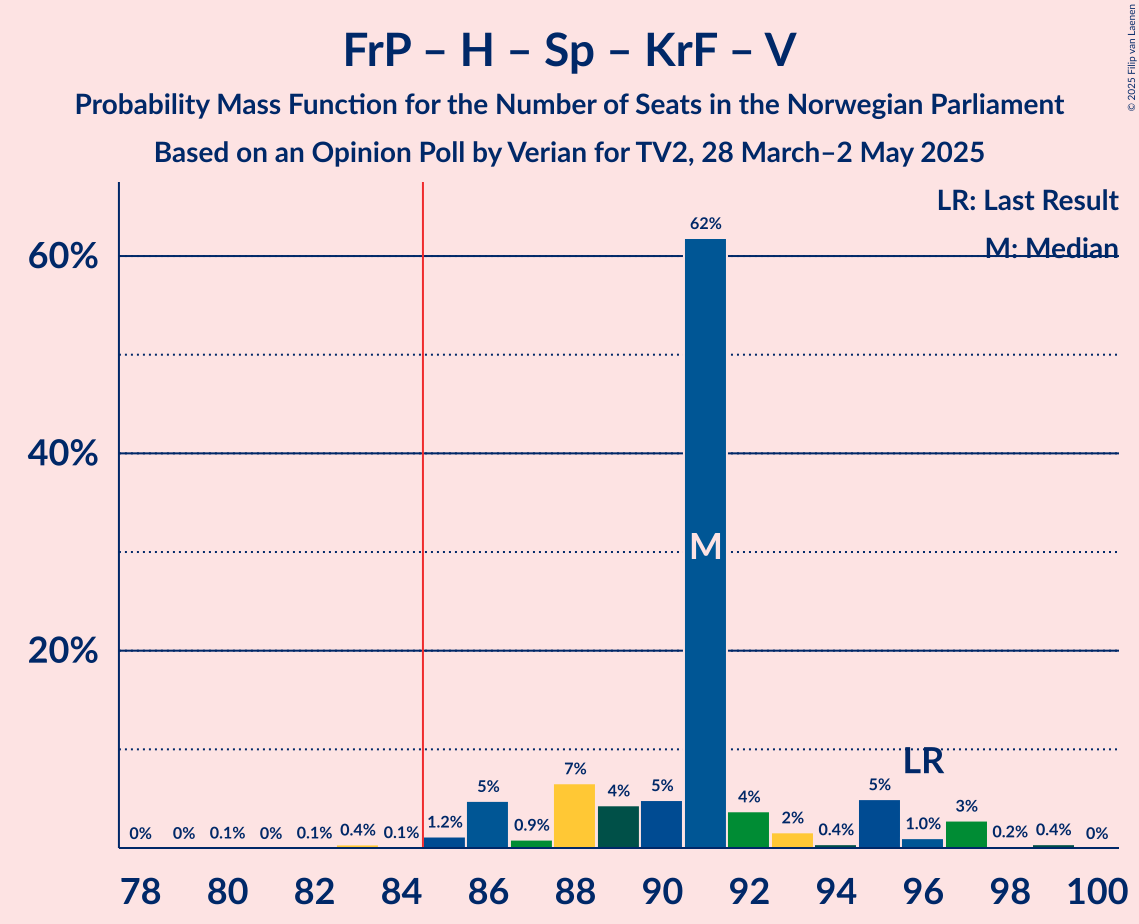 FrP – H – Sp – KrF – V
Probability Mass Function for the Number of Seats in the Norwegian Parliament
Based on an Opinion Poll by Verian for TV2, 28 March–2 May 2025
© 2025 Filip van Laenen
LR: Last Result
M: Median
60%
40%
20%
0% 0% 0.1% 0% 0.1% 0.4% 0.1% 1.2% 5% 0.9% 7% 4% 5% 62% 4% 2% 0.4% 5% 1.0% 3% 0.2% 0.4% 0%
M
LR
78 80 82 84 86 88 90 92 94 96 98 100